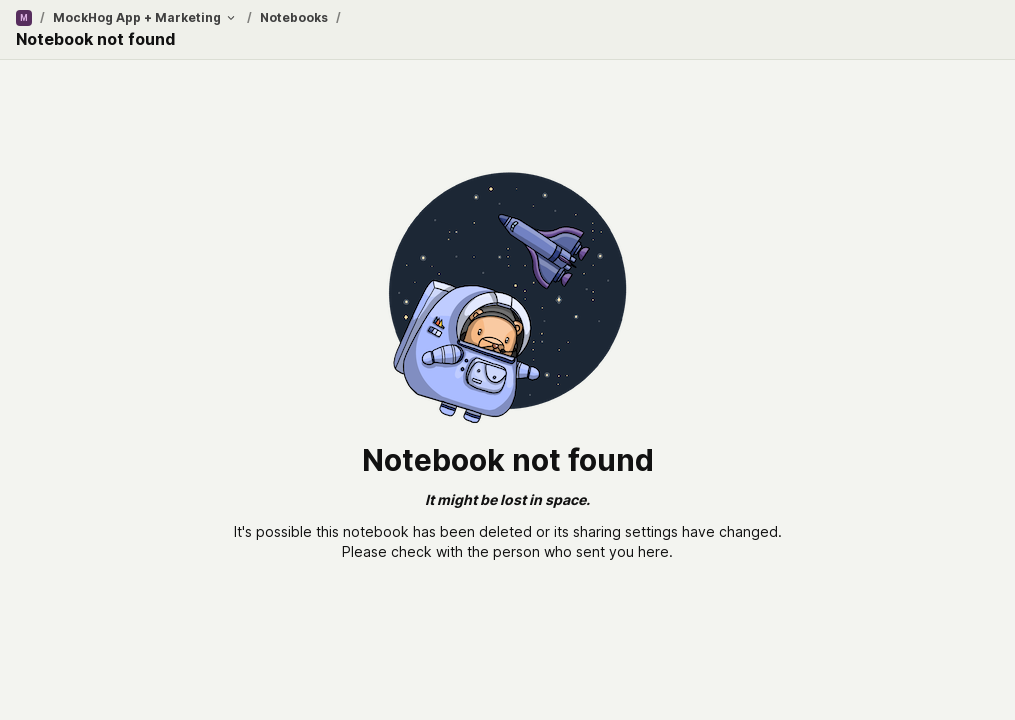 M / MockHog App + Marketing / Notebooks /
Notebook not found
Notebook not found
It might be lost in space.
It's possible this notebook has been deleted or its sharing settings have changed.
Please check with the person who sent you here.